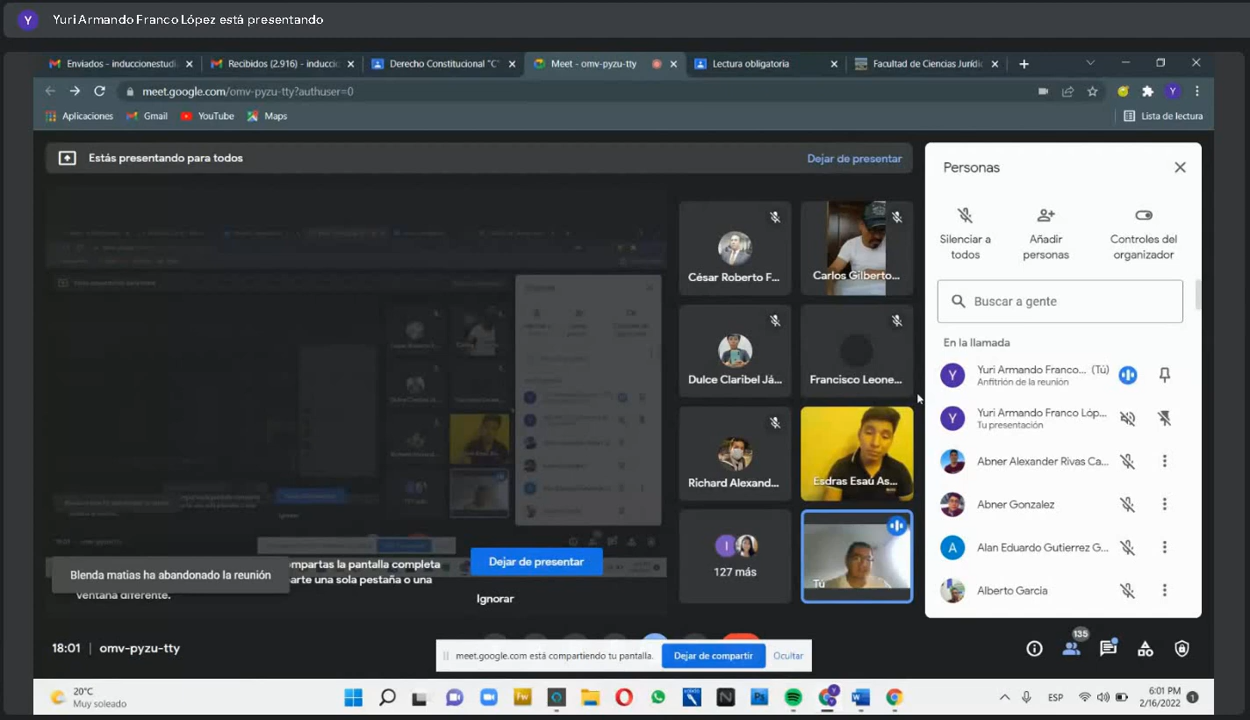 Y Yuri Armando Franco López está presentando
Enviados - induccionestudi
Recibidos (2.916) - inducci
Derecho Constitucional "C"
Meet - omv-pyzu-tty
Lectura obligatoria
Facultad de Ciencias Jurídic
meet.google.com/omv-pyzu-tty?authuser=0
Y
Aplicaciones
Gmail
YouTube
Maps
Lista de lectura
Estás presentando para todos
Dejar de presentar
César Roberto F...
Carlos Gilberto...
Dulce Claribel Já...
Francisco Leone...
Richard Alexand...
Esdras Esaú As...
I
127 más
Tú
Personas
Silenciar a
todos
Añadir
personas
Controles del
organizador
Buscar a gente
En la llamada
Y Yuri Armando Franco... (Tú)
Anfitrión de la reunión
Y Yuri Armando Franco Lóp...
Tu presentación
Abner Alexander Rivas Ca...
Abner Gonzalez
A Alan Eduardo Gutierrez G...
Alberto Garcia
Blenda matias ha abandonado la reunión
ompartas la pantalla completa
arte una sola pestaña o una
ventana diferente.
Dejar de presentar
Ignorar
18:01 | omv-pyzu-tty
meet.google.com está compartiendo tu pantalla.
Dejar de compartir
Ocultar
135
20°C
Muy soleado
ESP
6:01 PM
2/16/2022
1